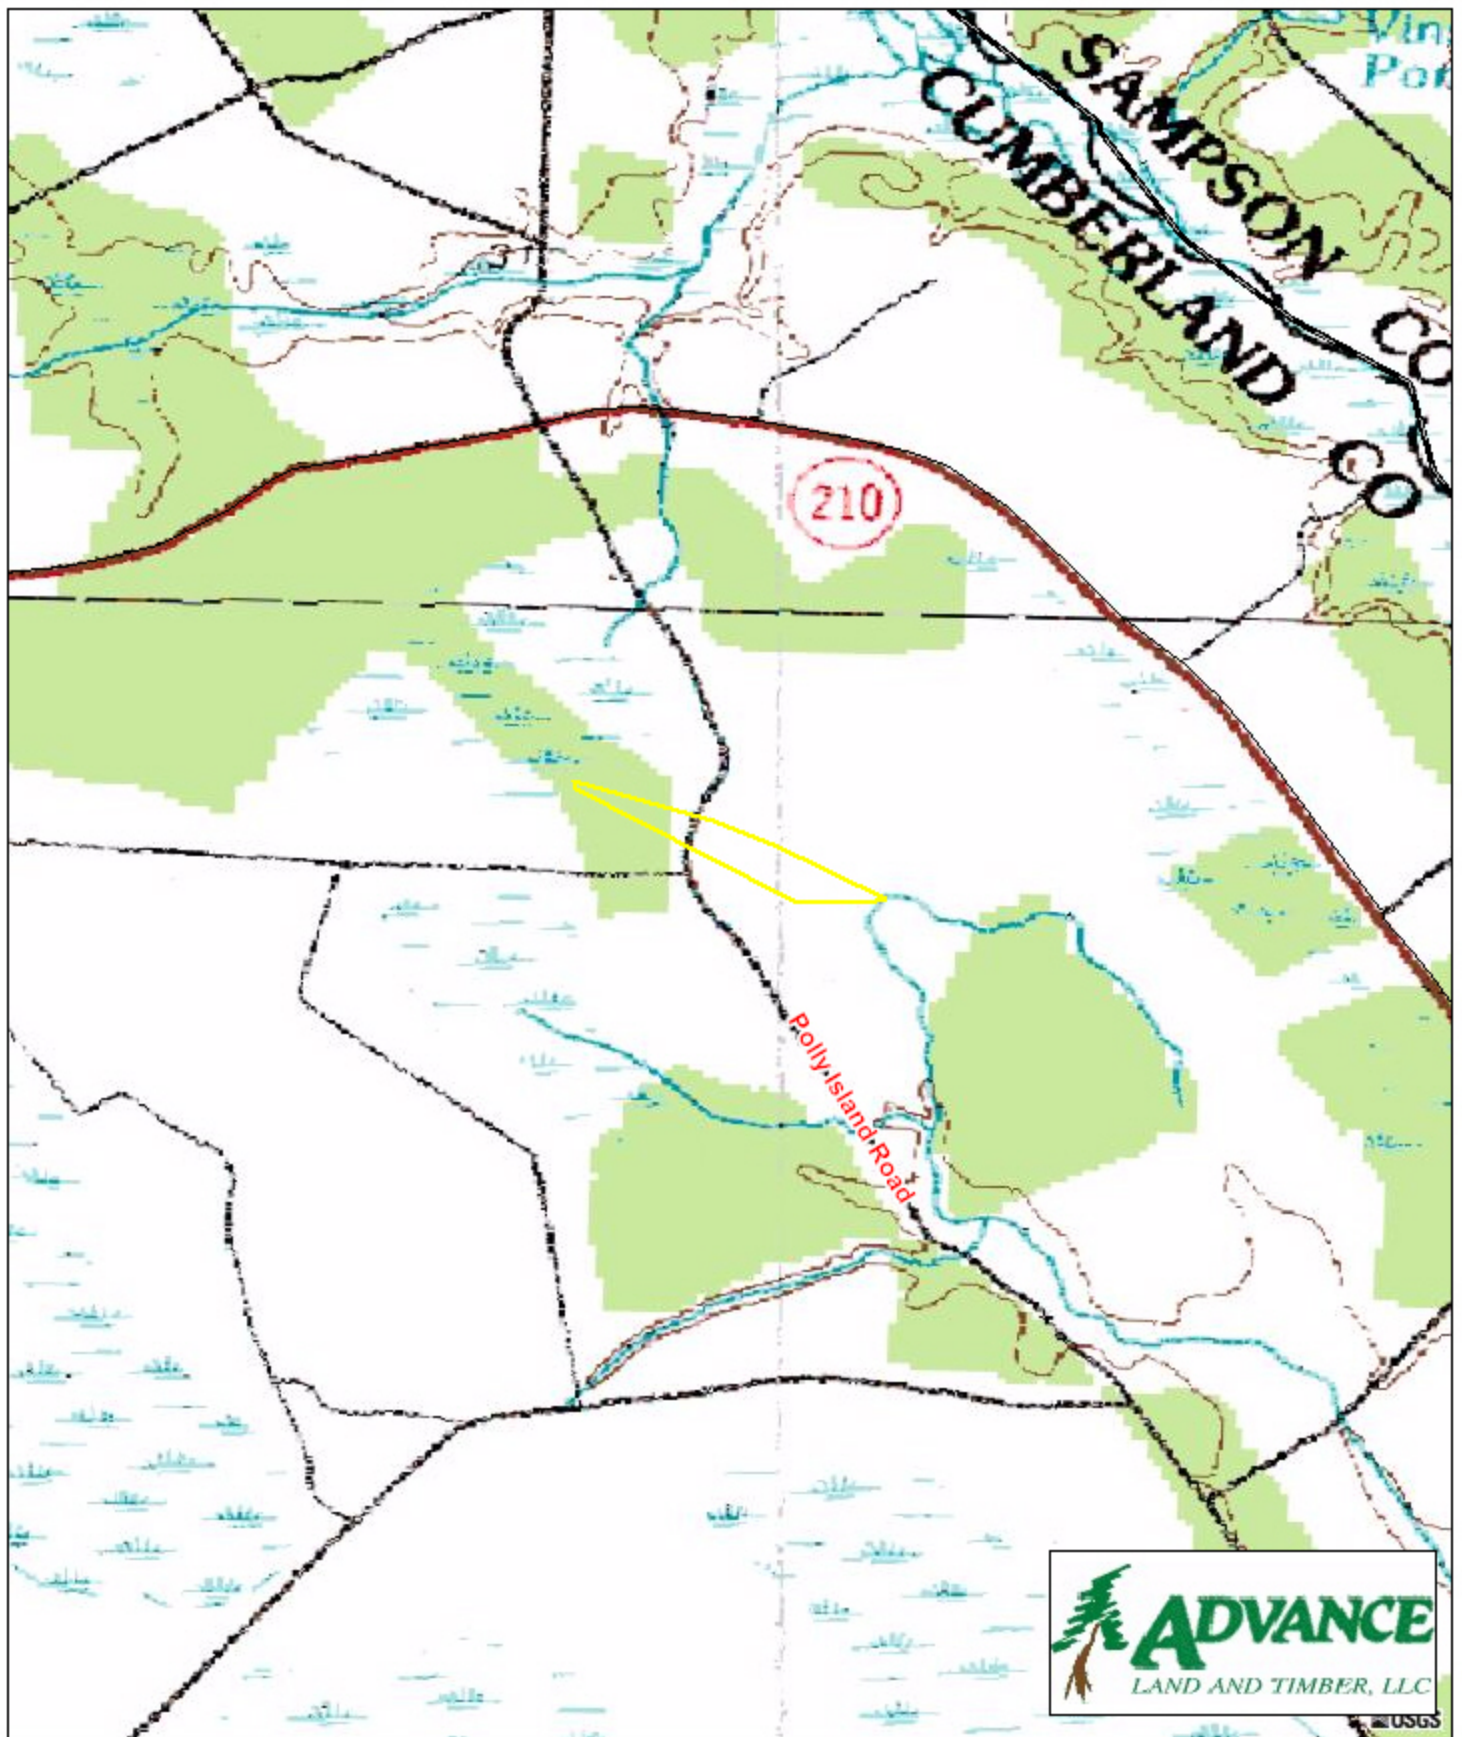 SAMPSON CO
CUMBERLAND CO
210
Polly Island Road
ADVANCE
LAND AND TIMBER, LLC
USGS